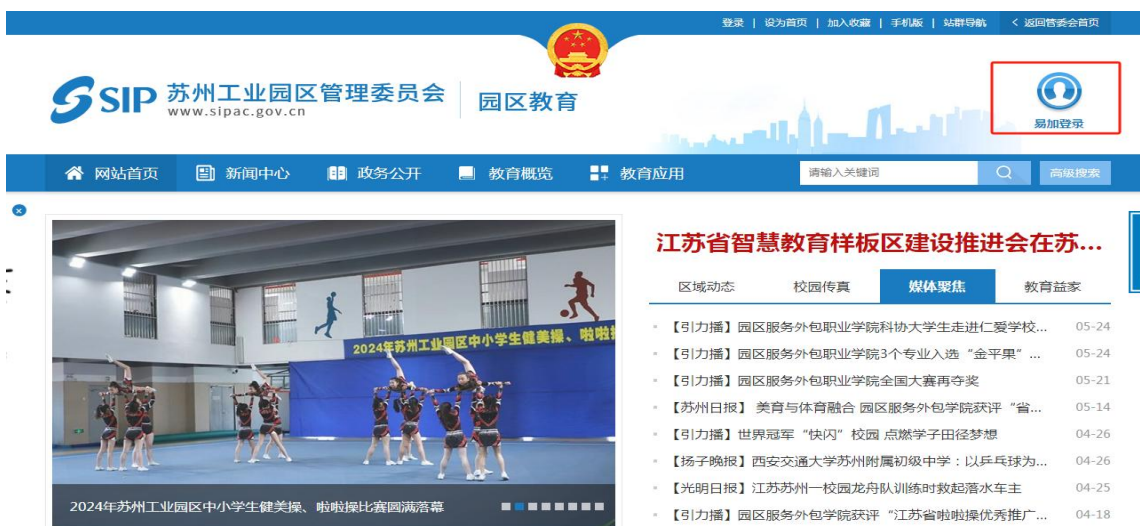 登录 | 设为首页 | 加入收藏 | 手机版 | 站群导航 < 返回管委会首页
SIP 苏州工业园区管理委员会 园区教育
www.sipac.gov.cn
易加登录
网站首页 新闻中心 政务公开 教育概览 教育应用 请输入关键词 高级搜索
江苏省智慧教育样板区建设推进会在苏...
区域动态 校园传真 媒体聚焦 教育益家
【引力播】园区服务外包职业学院科协大学生走进仁爱学校... 05-24
【引力播】园区服务外包职业学院3个专业入选“金平果”... 05-24
【引力播】园区服务外包职业学院全国大赛再夺奖 05-21
【苏州日报】 美育与体育融合 园区服务外包学院获评“省... 05-14
【引力播】世界冠军“快闪”校园 点燃学子田径梦想 04-26
【扬子晚报】西安交通大学苏州附属初级中学：以乒乓球为... 04-26
【光明日报】江苏苏州一校园龙舟队训练时救起落水车主 04-25
【引力播】园区服务外包学院获评“江苏省啦啦操优秀推广... 04-18
2024年苏州工业园区中小学生健美操、啦啦
2024年苏州工业园区中小学生健美操、啦啦操比赛圆满落幕